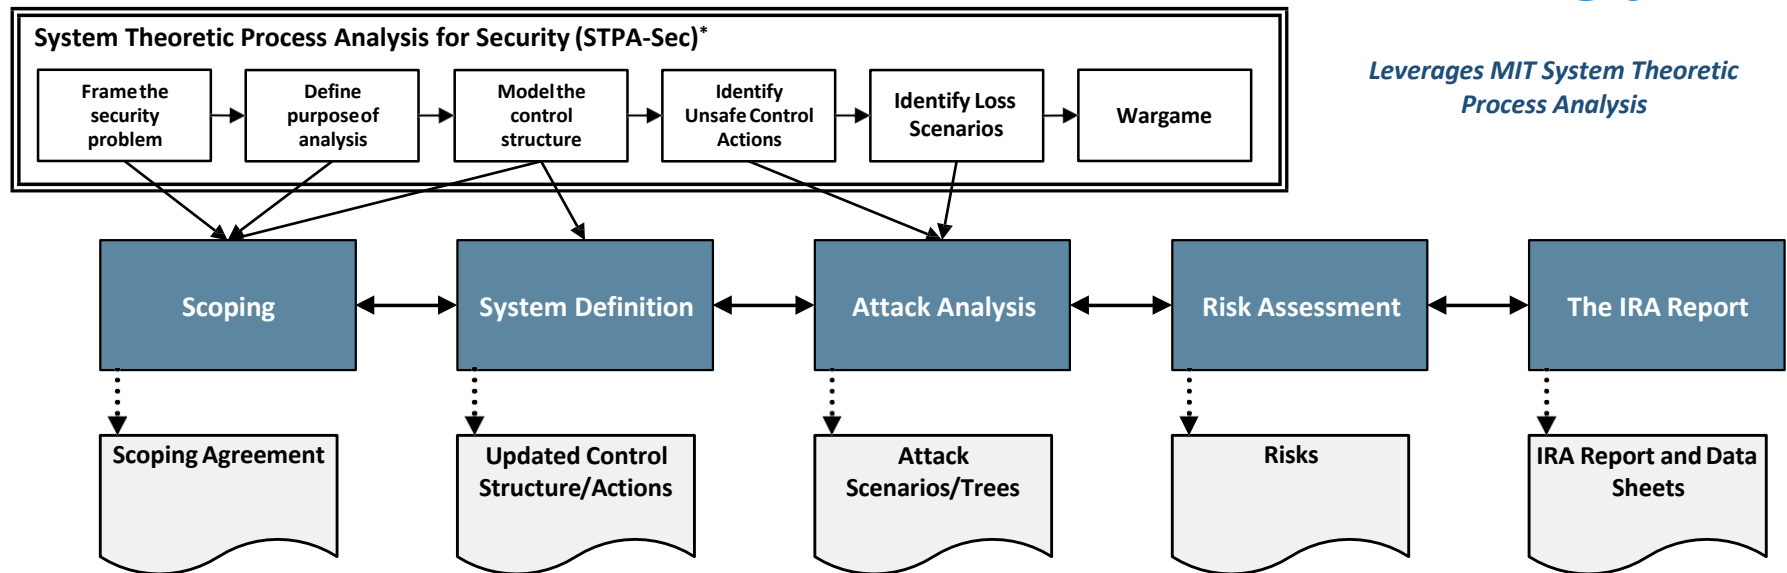 System Theoretic Process Analysis for Security (STPA-Sec)*
Leverages MIT System Theoretic
Process Analysis
Frame the
security
problem
Define
purpose of
analysis
Model the
control
structure
Identify
Unsafe Control
Actions
Identify Loss
Scenarios
Wargame
Scoping
System Definition
Attack Analysis
Risk Assessment
The IRA Report
Scoping Agreement
Updated Control
Structure/Actions
Attack
Scenarios/Trees
Risks
IRA Report and Data
Sheets